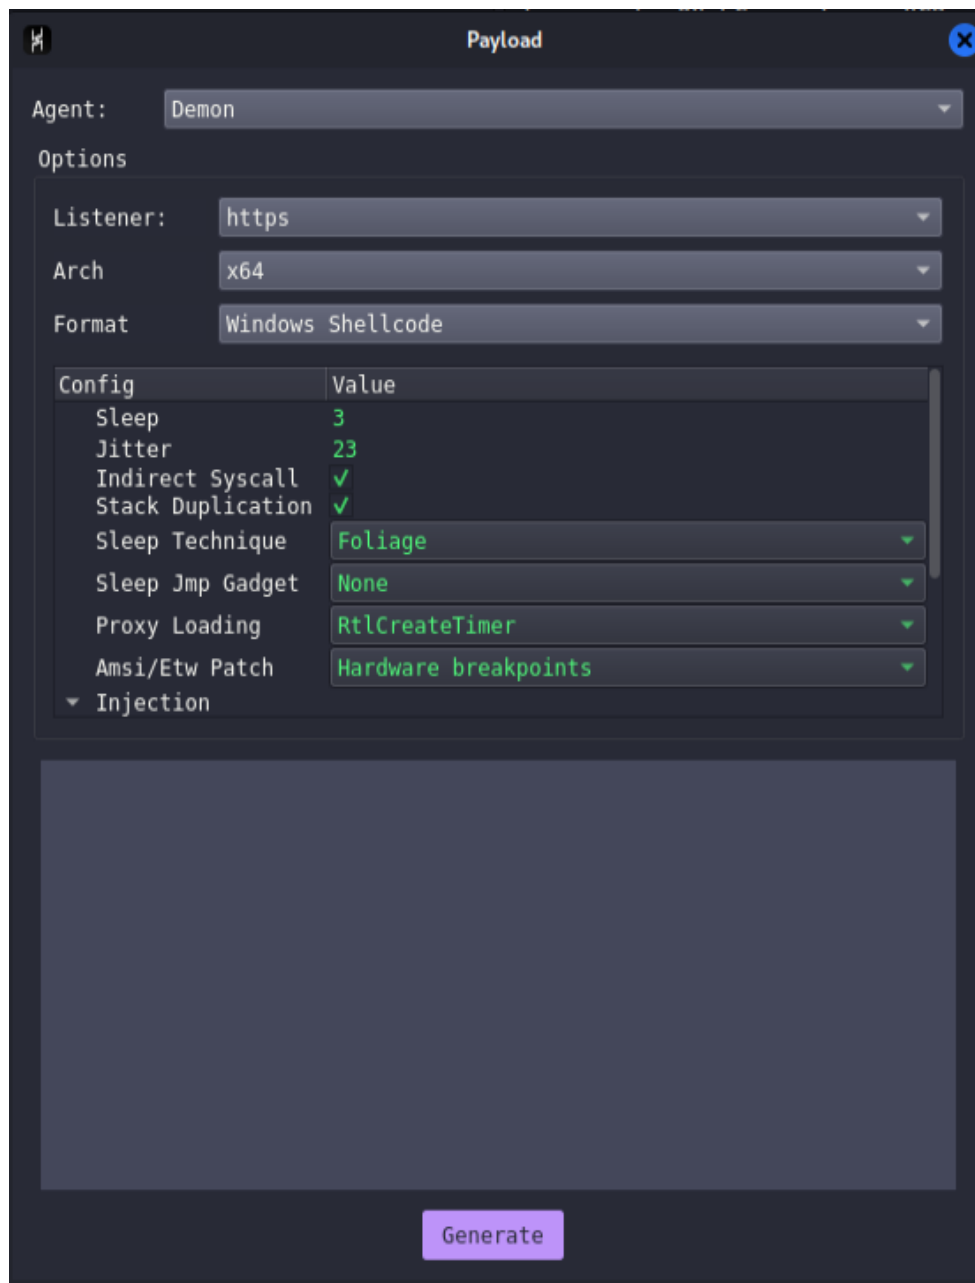 Payload
Agent: Demon
Options
Listener: https
Arch x64
Format Windows Shellcode
Config Value
Sleep 3
Jitter 23
Indirect Syscall ✓
Stack Duplication ✓
Sleep Technique Foliage
Sleep Jmp Gadget None
Proxy Loading RtlCreateTimer
Amsi/Etw Patch Hardware breakpoints
Injection
Generate